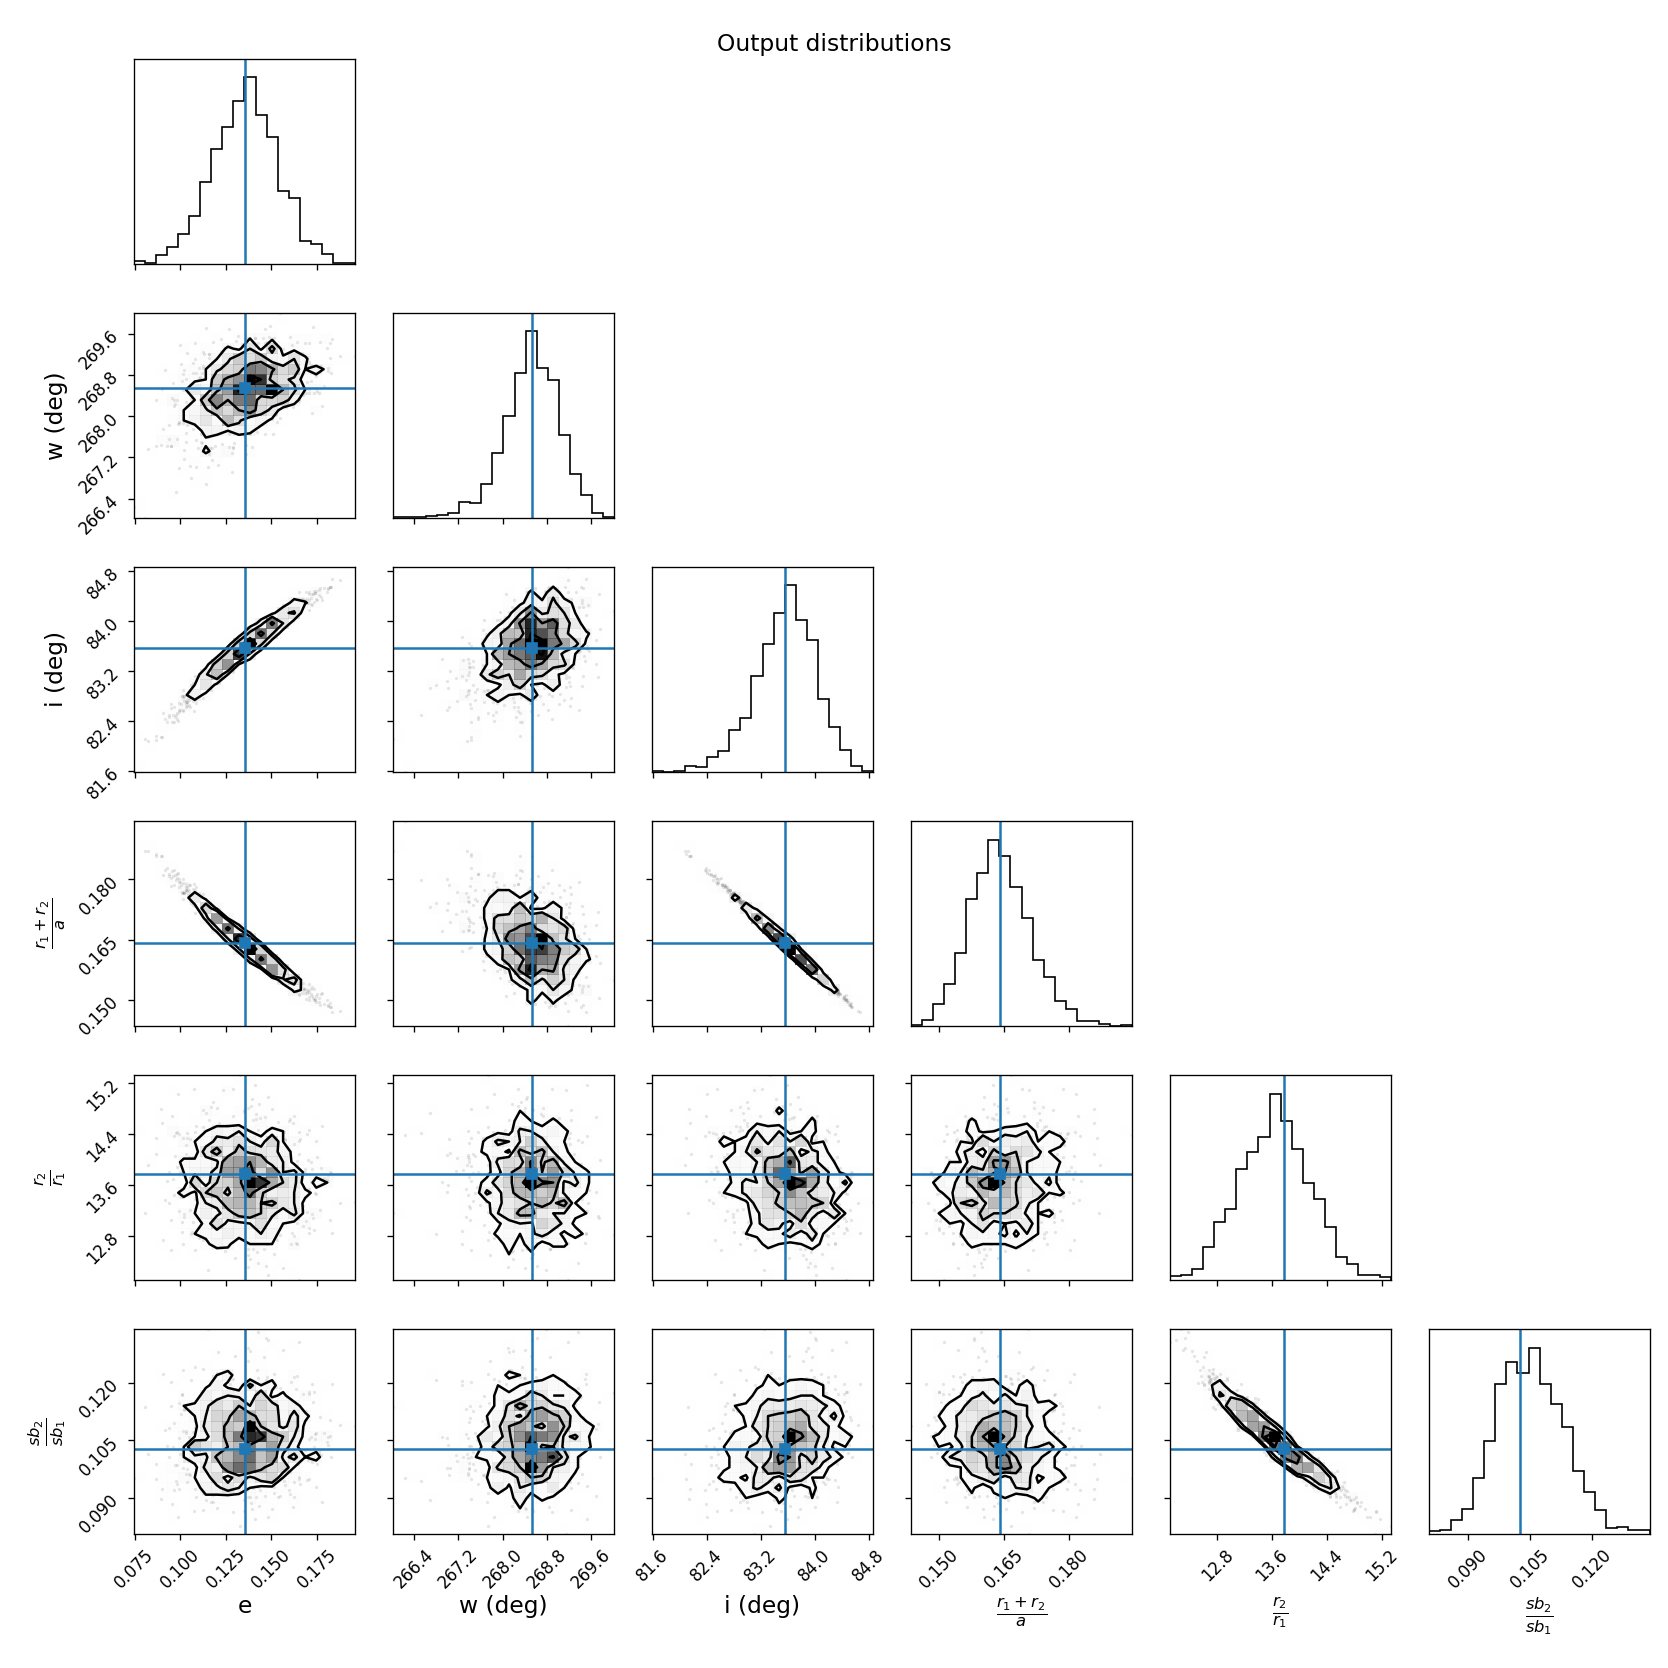 Output distributions
w (deg)
269.6
268.8
268.0
267.2
266.4
i (deg)
84.8
84.0
83.2
82.4
81.6
r₁ + r₂
a
0.180
0.165
0.150
r₂
r₁
15.2
14.4
13.6
12.8
sb₂
sb₁
0.120
0.105
0.090
0.075 0.100 0.125 0.150 0.175
266.4 267.2 268.0 268.8 269.6
81.6 82.4 83.2 84.0 84.8
0.150 0.165 0.180
12.8 13.6 14.4 15.2
0.090 0.105 0.120
e
w (deg)
i (deg)
r₁ + r₂
a
r₂
r₁
sb₂
sb₁